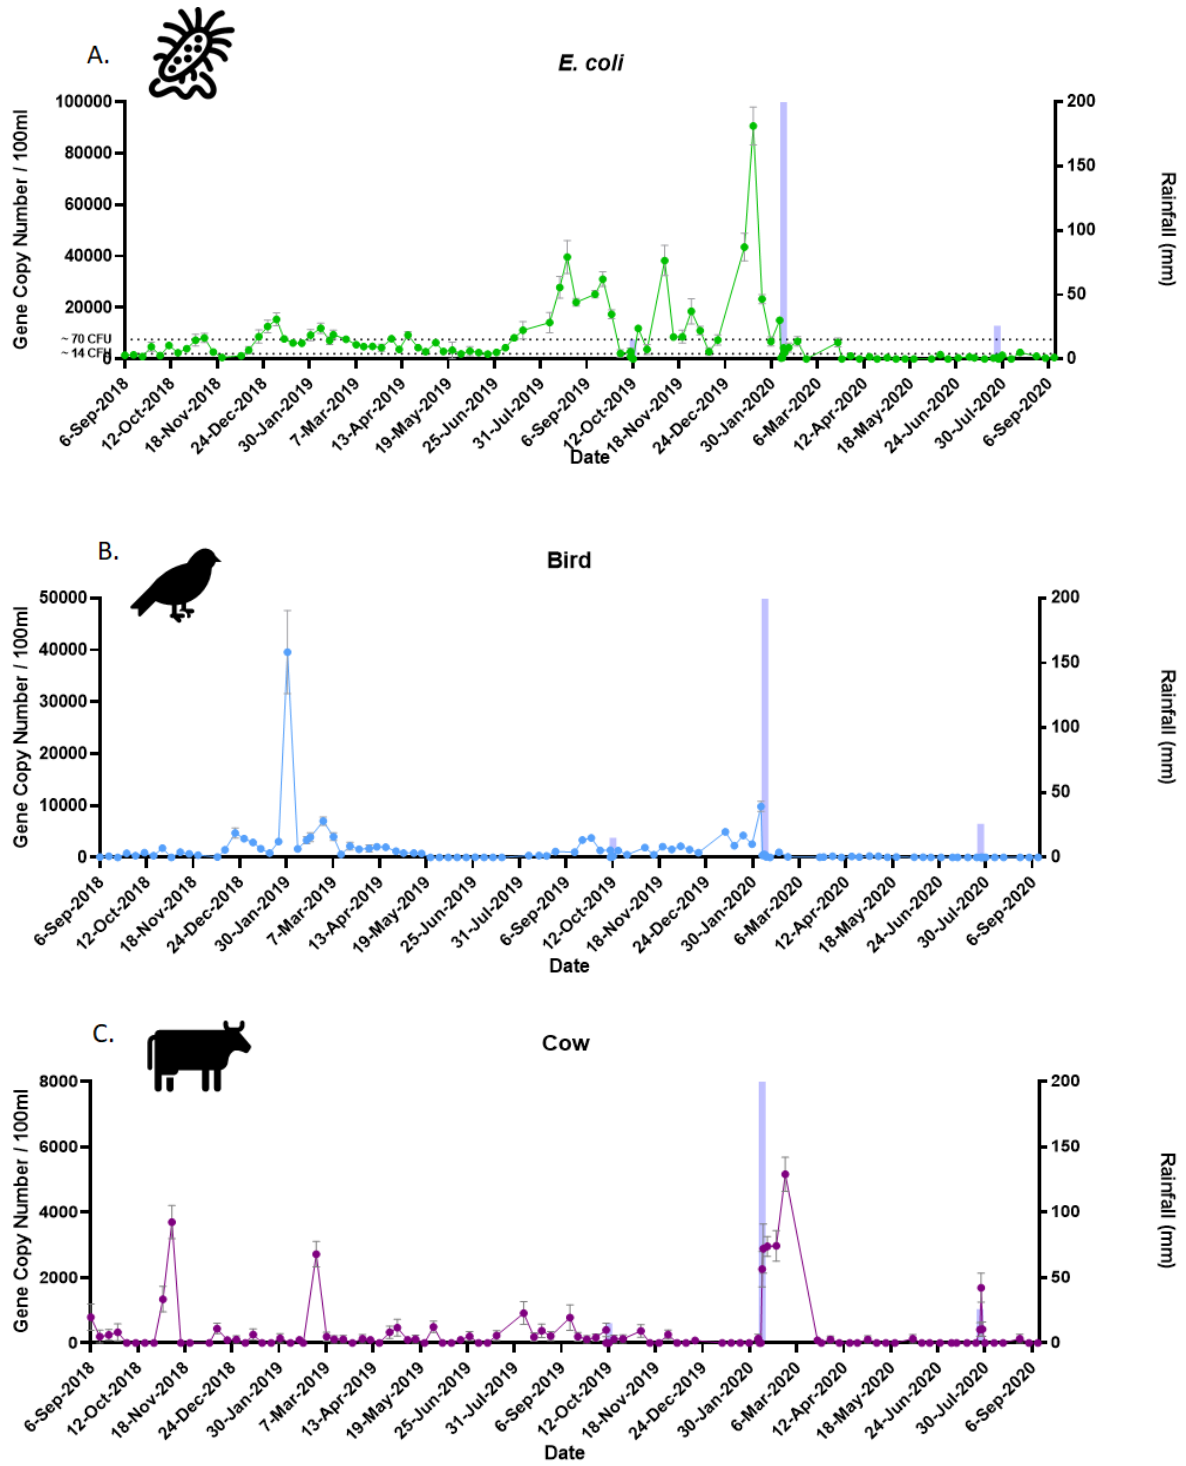 A.
E. coli
Gene Copy Number / 100ml
100000
80000
60000
40000
20000
0
~ 70 CFU
~ 14 CFU
200
150
100
50
0
Rainfall (mm)
6-Sep-2018
12-Oct-2018
18-Nov-2018
24-Dec-2018
30-Jan-2019
7-Mar-2019
13-Apr-2019
19-May-2019
25-Jun-2019
31-Jul-2019
6-Sep-2019
12-Oct-2019
18-Nov-2019
24-Dec-2019
30-Jan-2020
6-Mar-2020
12-Apr-2020
18-May-2020
24-Jun-2020
30-Jul-2020
6-Sep-2020
Date
B.
Bird
Gene Copy Number / 100ml
50000
40000
30000
20000
10000
0
200
150
100
50
0
Rainfall (mm)
6-Sep-2018
12-Oct-2018
18-Nov-2018
24-Dec-2018
30-Jan-2019
7-Mar-2019
13-Apr-2019
19-May-2019
25-Jun-2019
31-Jul-2019
6-Sep-2019
12-Oct-2019
18-Nov-2019
24-Dec-2019
30-Jan-2020
6-Mar-2020
12-Apr-2020
18-May-2020
24-Jun-2020
30-Jul-2020
6-Sep-2020
Date
C.
Cow
Gene Copy Number / 100ml
8000
6000
4000
2000
0
200
150
100
50
0
Rainfall (mm)
6-Sep-2018
12-Oct-2018
18-Nov-2018
24-Dec-2018
30-Jan-2019
7-Mar-2019
13-Apr-2019
19-May-2019
25-Jun-2019
31-Jul-2019
6-Sep-2019
12-Oct-2019
18-Nov-2019
24-Dec-2019
30-Jan-2020
6-Mar-2020
12-Apr-2020
18-May-2020
24-Jun-2020
30-Jul-2020
6-Sep-2020
Date